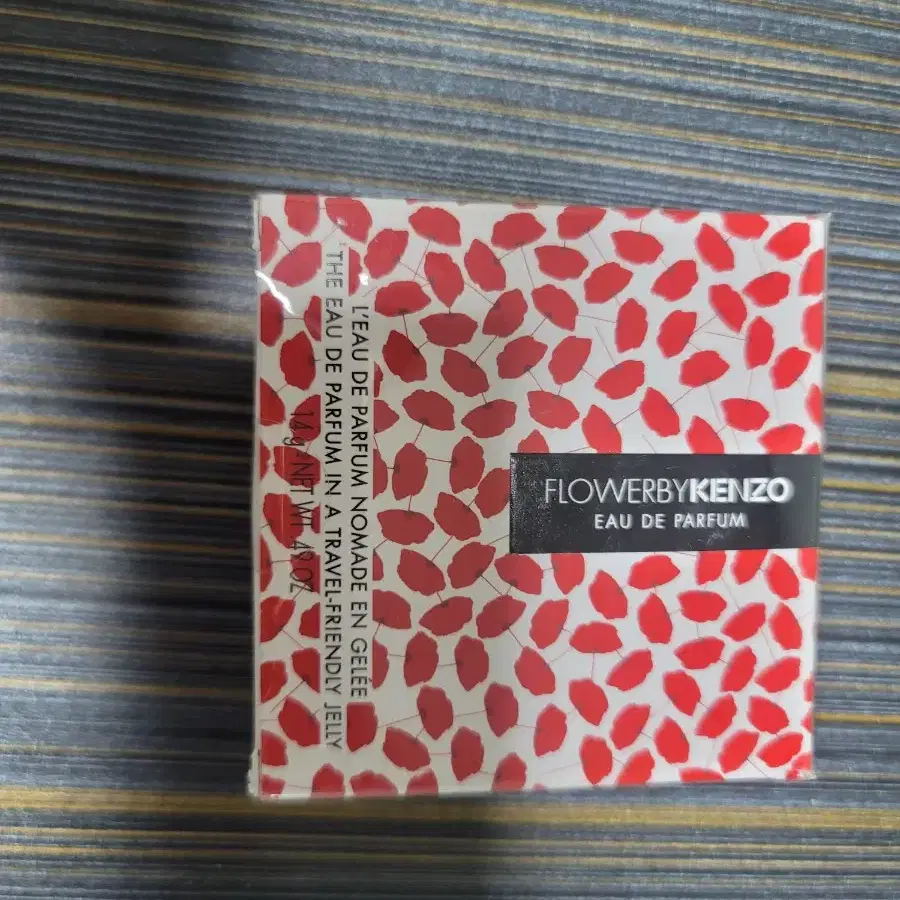 FLOWERBYKENZO
EAU DE PARFUM
L'EAU DE PARFUM NOMADE EN GELÉE
THE EAU DE PARFUM IN A TRAVEL-FRIENDLY JELLY
14 g - NET WT. .49 OZ